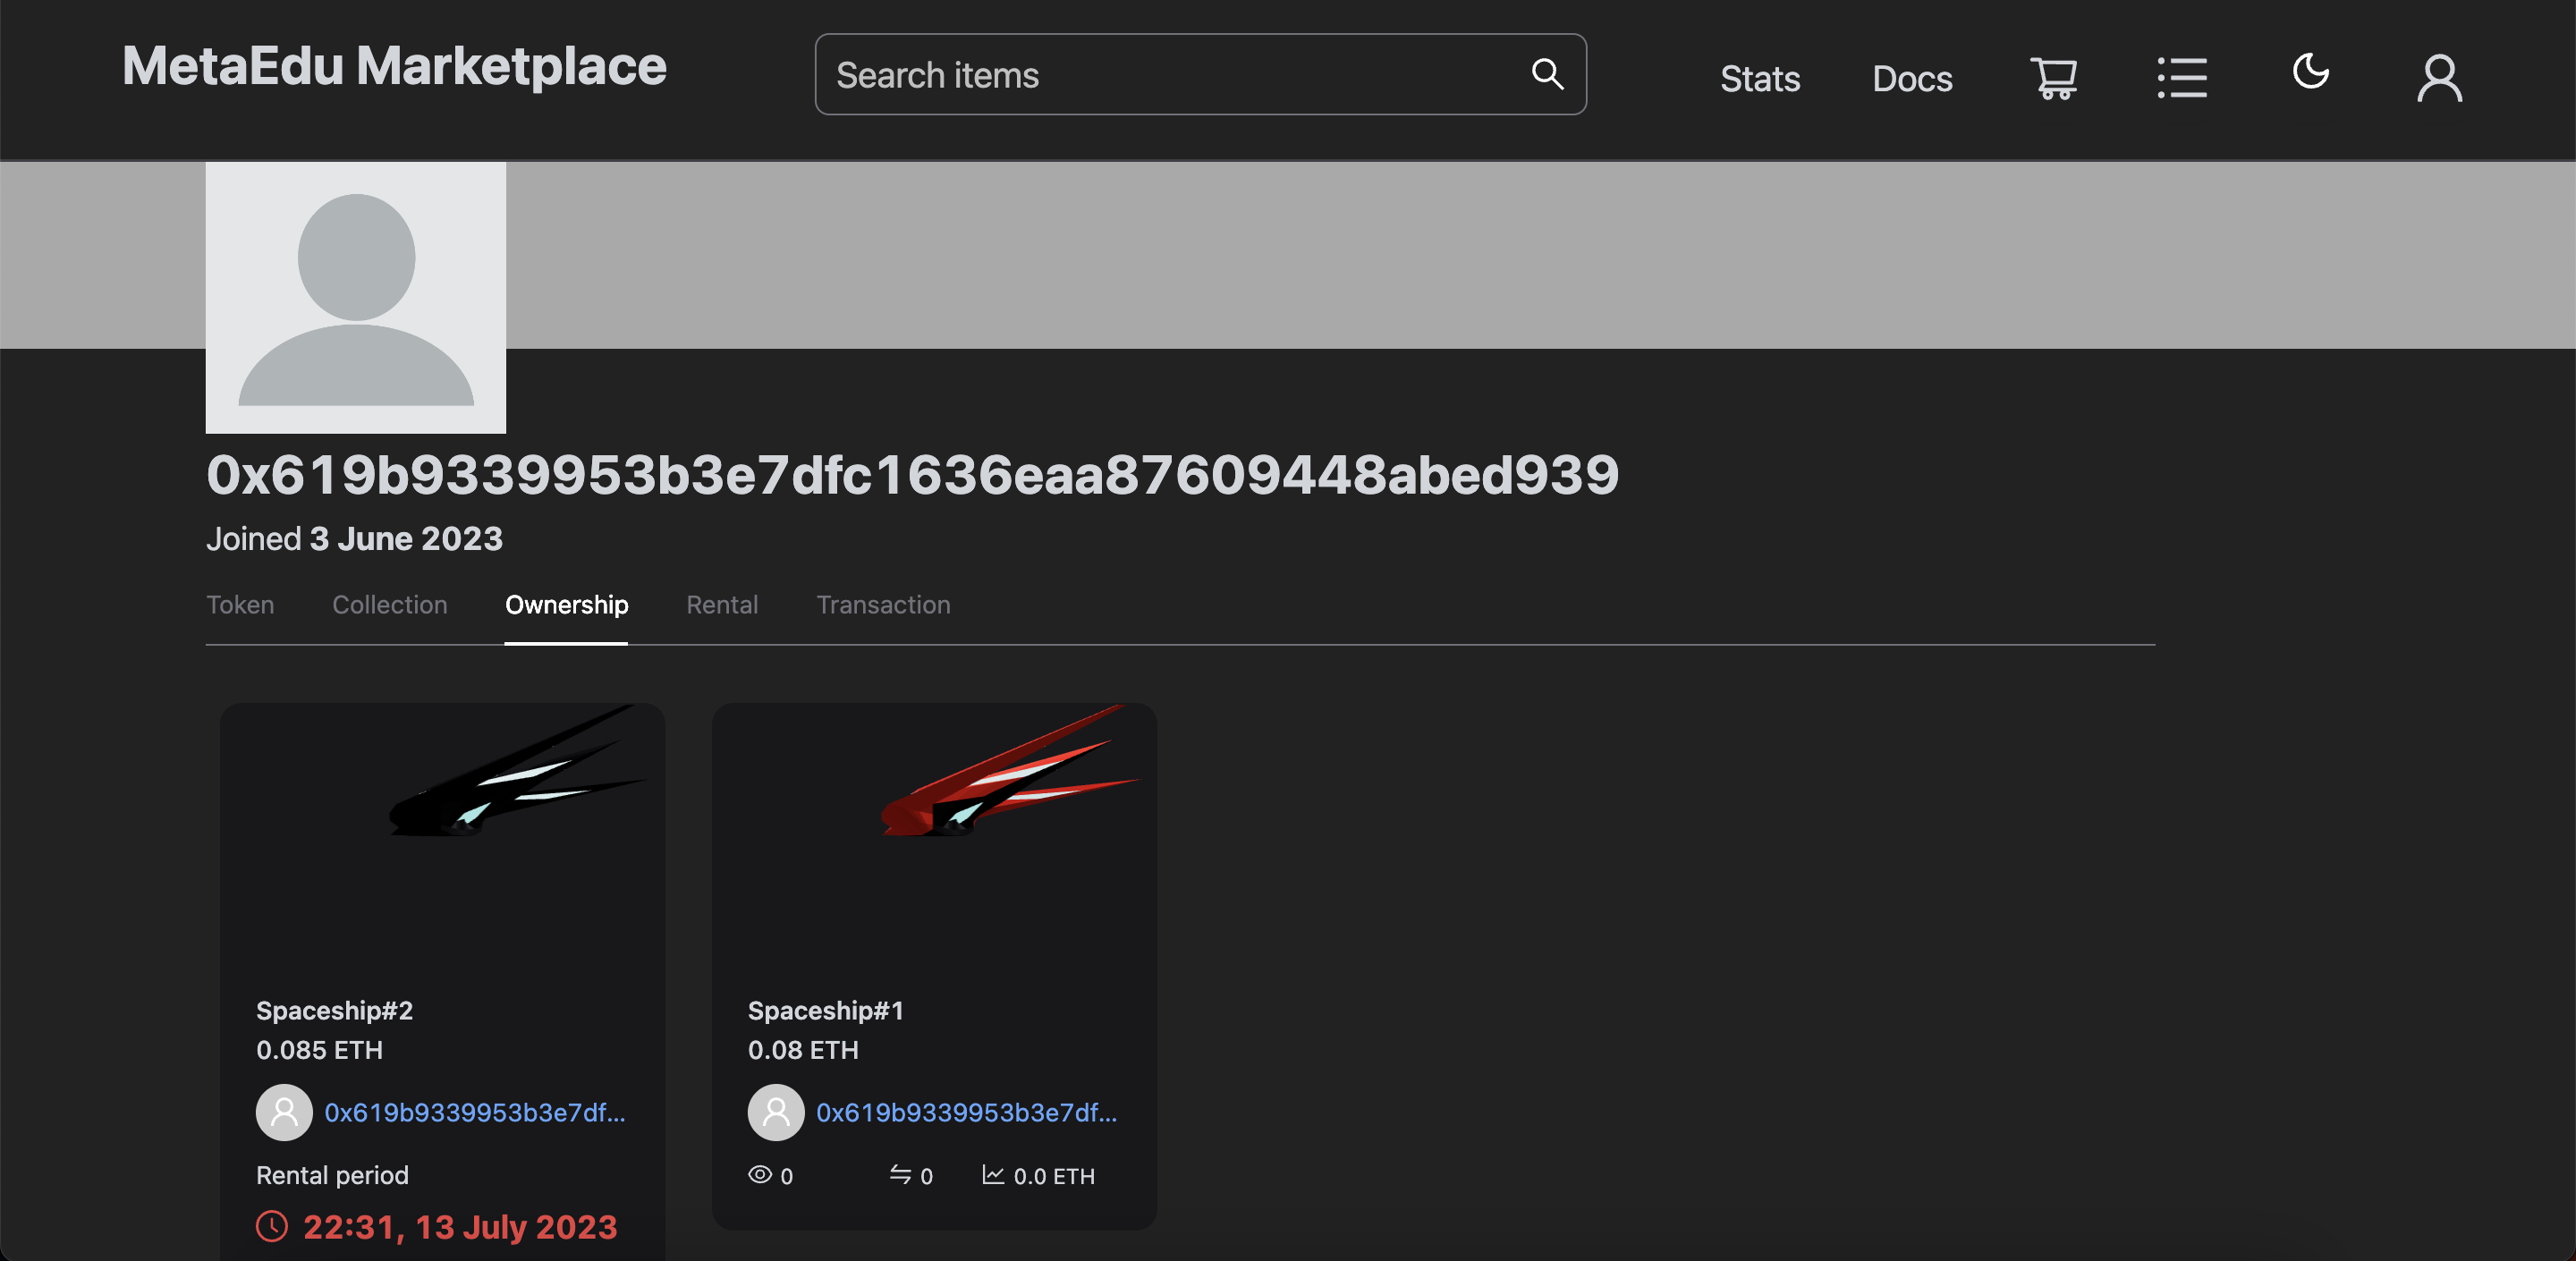 MetaEdu Marketplace
Search items
Stats
Docs
0x619b9339953b3e7dfc1636eaa87609448abed939
Joined 3 June 2023
Token
Collection
Ownership
Rental
Transaction
Spaceship#2
0.085 ETH
0x619b9339953b3e7df...
Rental period
22:31, 13 July 2023
Spaceship#1
0.08 ETH
0x619b9339953b3e7df...
0
0
0.0 ETH